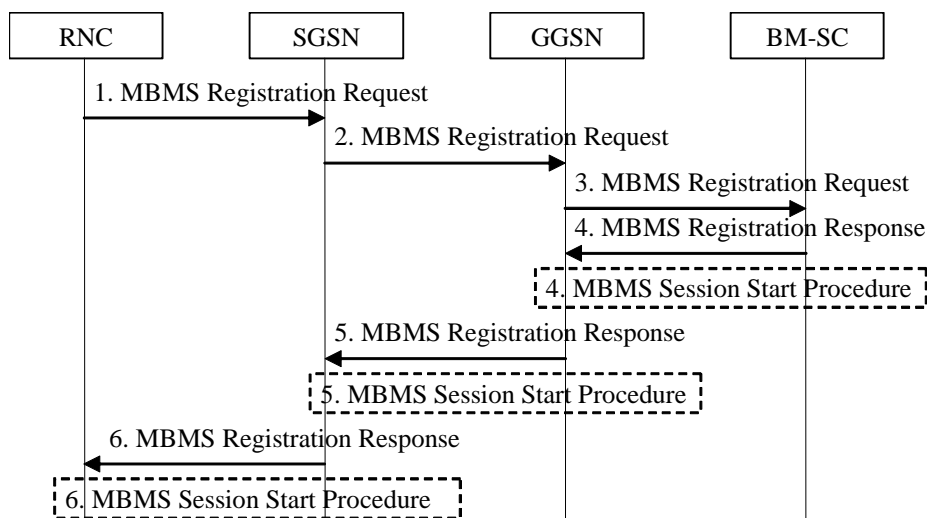 RNC
SGSN
GGSN
BM-SC
1. MBMS Registration Request
2. MBMS Registration Request
3. MBMS Registration Request
4. MBMS Registration Response
4. MBMS Session Start Procedure
5. MBMS Registration Response
5. MBMS Session Start Procedure
6. MBMS Registration Response
6. MBMS Session Start Procedure